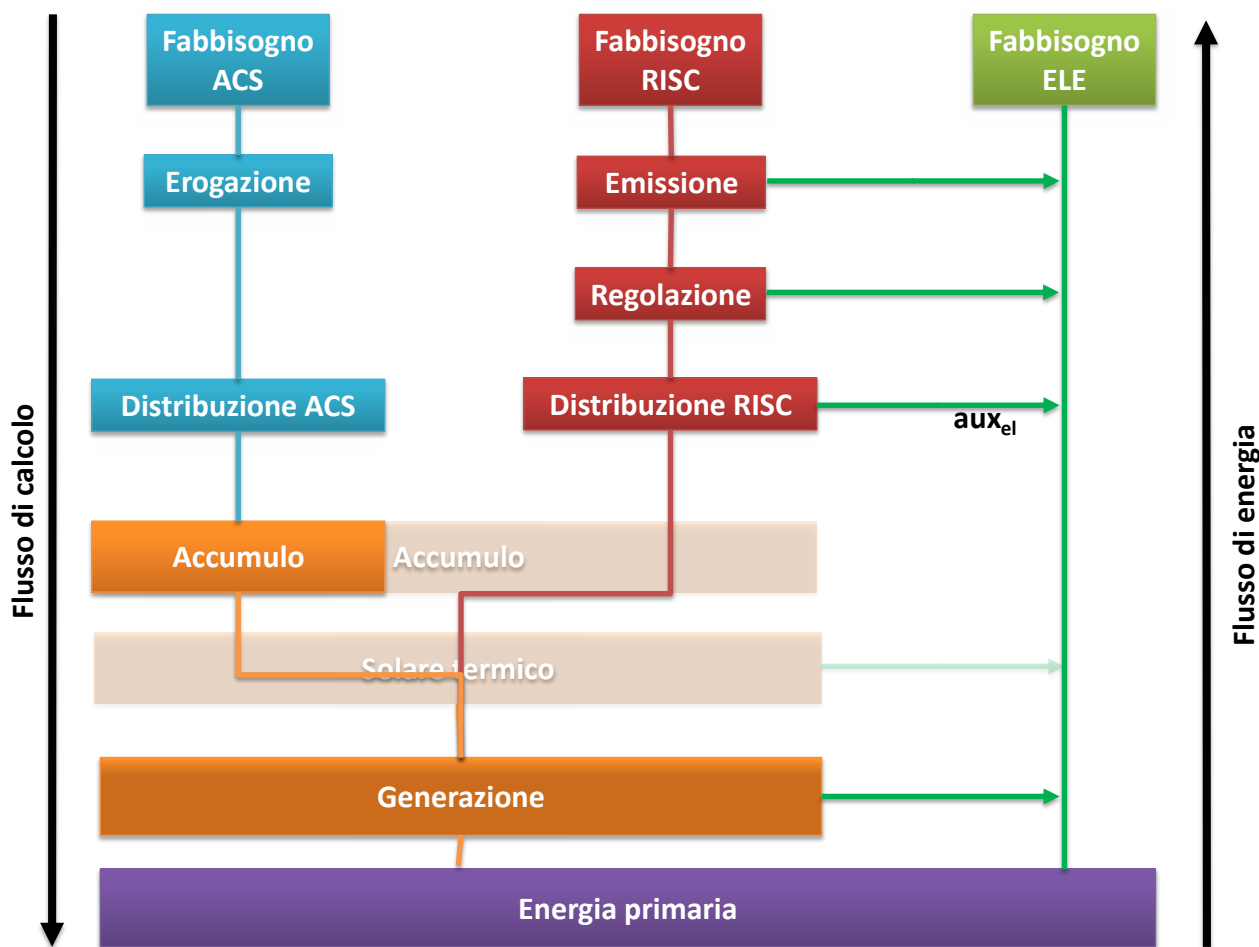 Fabbisogno
ACS
Fabbisogno
RISC
Fabbisogno
ELE
Erogazione
Emissione
Regolazione
Distribuzione ACS
Distribuzione RISC
aux_el
Accumulo
Accumulo
Solare termico
Generazione
Energia primaria
Flusso di calcolo
Flusso di energia